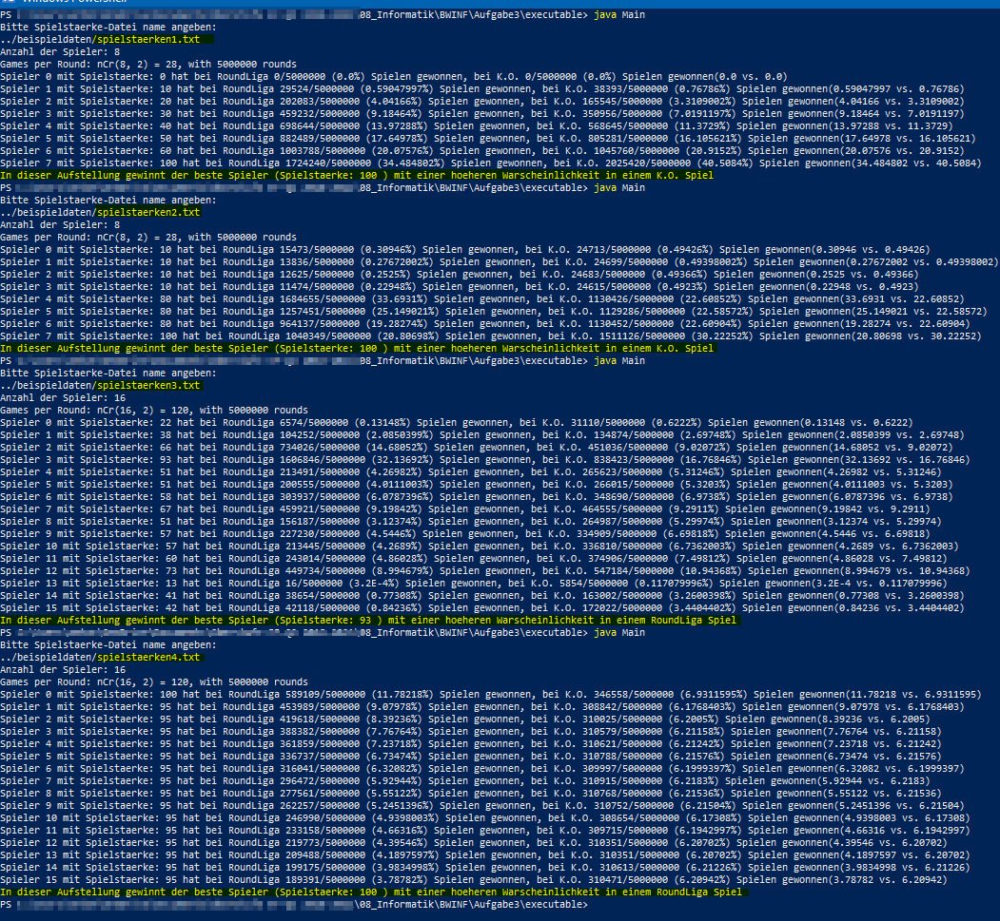 Windows PowerShell
PS 08_Informatik\BWINF\Aufgabe3\executable> java Main
Bitte Spielstaerke-Datei name angeben:
../beispieldaten/spielstaerken1.txt
Anzahl der Spieler: 8
Games per Round: nCr(8, 2) = 28, with 5000000 rounds
Spieler 0 mit Spielstaerke: 0 hat bei RoundLiga 0/5000000 (0.0%) Spielen gewonnen, bei K.O. 0/5000000 (0.0%) Spielen gewonnen(0.0 vs. 0.0)
Spieler 1 mit Spielstaerke: 10 hat bei RoundLiga 29524/5000000 (0.59047997%) Spielen gewonnen, bei K.O. 38393/5000000 (0.76786%) Spielen gewonnen(0.59047997 vs. 0.76786)
Spieler 2 mit Spielstaerke: 20 hat bei RoundLiga 202083/5000000 (4.04166%) Spielen gewonnen, bei K.O. 165545/5000000 (3.3109002%) Spielen gewonnen(4.04166 vs. 3.3109002)
Spieler 3 mit Spielstaerke: 30 hat bei RoundLiga 459232/5000000 (9.18464%) Spielen gewonnen, bei K.O. 350956/5000000 (7.0191197%) Spielen gewonnen(9.18464 vs. 7.0191197)
Spieler 4 mit Spielstaerke: 40 hat bei RoundLiga 698644/5000000 (13.97288%) Spielen gewonnen, bei K.O. 568645/5000000 (11.3729%) Spielen gewonnen(13.97288 vs. 11.3729)
Spieler 5 mit Spielstaerke: 50 hat bei RoundLiga 882489/5000000 (17.64978%) Spielen gewonnen, bei K.O. 805281/5000000 (16.105621%) Spielen gewonnen(17.64978 vs. 16.105621)
Spieler 6 mit Spielstaerke: 60 hat bei RoundLiga 1003788/5000000 (20.07576%) Spielen gewonnen, bei K.O. 1045760/5000000 (20.9152%) Spielen gewonnen(20.07576 vs. 20.9152)
Spieler 7 mit Spielstaerke: 100 hat bei RoundLiga 1724240/5000000 (34.484802%) Spielen gewonnen, bei K.O. 2025420/5000000 (40.5084%) Spielen gewonnen(34.484802 vs. 40.5084)
In dieser Aufstellung gewinnt der beste Spieler (Spielstaerke: 100 ) mit einer hoeheren Warscheinlichkeit in einem K.O. Spiel
PS 08_Informatik\BWINF\Aufgabe3\executable> java Main
Bitte Spielstaerke-Datei name angeben:
../beispieldaten/spielstaerken2.txt
Anzahl der Spieler: 8
Games per Round: nCr(8, 2) = 28, with 5000000 rounds
Spieler 0 mit Spielstaerke: 10 hat bei RoundLiga 15473/5000000 (0.30946%) Spielen gewonnen, bei K.O. 24713/5000000 (0.49426%) Spielen gewonnen(0.30946 vs. 0.49426)
Spieler 1 mit Spielstaerke: 10 hat bei RoundLiga 13836/5000000 (0.27672002%) Spielen gewonnen, bei K.O. 24699/5000000 (0.49398002%) Spielen gewonnen(0.27672002 vs. 0.49398002)
Spieler 2 mit Spielstaerke: 10 hat bei RoundLiga 12625/5000000 (0.2525%) Spielen gewonnen, bei K.O. 24683/5000000 (0.49366%) Spielen gewonnen(0.2525 vs. 0.49366)
Spieler 3 mit Spielstaerke: 10 hat bei RoundLiga 11474/5000000 (0.22948%) Spielen gewonnen, bei K.O. 24615/5000000 (0.4923%) Spielen gewonnen(0.22948 vs. 0.4923)
Spieler 4 mit Spielstaerke: 80 hat bei RoundLiga 1684655/5000000 (33.6931%) Spielen gewonnen, bei K.O. 1130426/5000000 (22.60852%) Spielen gewonnen(33.6931 vs. 22.60852)
Spieler 5 mit Spielstaerke: 80 hat bei RoundLiga 1257451/5000000 (25.149021%) Spielen gewonnen, bei K.O. 1129286/5000000 (22.58572%) Spielen gewonnen(25.149021 vs. 22.58572)
Spieler 6 mit Spielstaerke: 80 hat bei RoundLiga 964137/5000000 (19.28274%) Spielen gewonnen, bei K.O. 1130452/5000000 (22.60904%) Spielen gewonnen(19.28274 vs. 22.60904)
Spieler 7 mit Spielstaerke: 100 hat bei RoundLiga 1040349/5000000 (20.80698%) Spielen gewonnen, bei K.O. 1511126/5000000 (30.22252%) Spielen gewonnen(20.80698 vs. 30.22252)
In dieser Aufstellung gewinnt der beste Spieler (Spielstaerke: 100 ) mit einer hoeheren Warscheinlichkeit in einem K.O. Spiel
PS 08_Informatik\BWINF\Aufgabe3\executable> java Main
Bitte Spielstaerke-Datei name angeben:
../beispieldaten/spielstaerken3.txt
Anzahl der Spieler: 16
Games per Round: nCr(16, 2) = 120, with 5000000 rounds
Spieler 0 mit Spielstaerke: 22 hat bei RoundLiga 6574/5000000 (0.13148%) Spielen gewonnen, bei K.O. 31110/5000000 (0.6222%) Spielen gewonnen(0.13148 vs. 0.6222)
Spieler 1 mit Spielstaerke: 38 hat bei RoundLiga 104252/5000000 (2.0850399%) Spielen gewonnen, bei K.O. 134874/5000000 (2.69748%) Spielen gewonnen(2.0850399 vs. 2.69748)
Spieler 2 mit Spielstaerke: 66 hat bei RoundLiga 734026/5000000 (14.68052%) Spielen gewonnen, bei K.O. 451036/5000000 (9.02072%) Spielen gewonnen(14.68052 vs. 9.02072)
Spieler 3 mit Spielstaerke: 93 hat bei RoundLiga 1606846/5000000 (32.13692%) Spielen gewonnen, bei K.O. 838423/5000000 (16.76846%) Spielen gewonnen(32.13692 vs. 16.76846)
Spieler 4 mit Spielstaerke: 51 hat bei RoundLiga 213491/5000000 (4.26982%) Spielen gewonnen, bei K.O. 265623/5000000 (5.31246%) Spielen gewonnen(4.26982 vs. 5.31246)
Spieler 5 mit Spielstaerke: 51 hat bei RoundLiga 200555/5000000 (4.0111003%) Spielen gewonnen, bei K.O. 266015/5000000 (5.3203%) Spielen gewonnen(4.0111003 vs. 5.3203)
Spieler 6 mit Spielstaerke: 58 hat bei RoundLiga 303937/5000000 (6.0787396%) Spielen gewonnen, bei K.O. 348690/5000000 (6.9738%) Spielen gewonnen(6.0787396 vs. 6.9738)
Spieler 7 mit Spielstaerke: 67 hat bei RoundLiga 459921/5000000 (9.19842%) Spielen gewonnen, bei K.O. 464555/5000000 (9.2911%) Spielen gewonnen(9.19842 vs. 9.2911)
Spieler 8 mit Spielstaerke: 51 hat bei RoundLiga 156187/5000000 (3.12374%) Spielen gewonnen, bei K.O. 264987/5000000 (5.29974%) Spielen gewonnen(3.12374 vs. 5.29974)
Spieler 9 mit Spielstaerke: 57 hat bei RoundLiga 227230/5000000 (4.5446%) Spielen gewonnen, bei K.O. 334909/5000000 (6.69818%) Spielen gewonnen(4.5446 vs. 6.69818)
Spieler 10 mit Spielstaerke: 57 hat bei RoundLiga 213445/5000000 (4.2689%) Spielen gewonnen, bei K.O. 336810/5000000 (6.7362003%) Spielen gewonnen(4.2689 vs. 6.7362003)
Spieler 11 mit Spielstaerke: 60 hat bei RoundLiga 243014/5000000 (4.86028%) Spielen gewonnen, bei K.O. 374906/5000000 (7.49812%) Spielen gewonnen(4.86028 vs. 7.49812)
Spieler 12 mit Spielstaerke: 73 hat bei RoundLiga 449734/5000000 (8.994679%) Spielen gewonnen, bei K.O. 547184/5000000 (10.94368%) Spielen gewonnen(8.994679 vs. 10.94368)
Spieler 13 mit Spielstaerke: 13 hat bei RoundLiga 16/5000000 (3.2E-4%) Spielen gewonnen, bei K.O. 5854/5000000 (0.117079996%) Spielen gewonnen(3.2E-4 vs. 0.117079996)
Spieler 14 mit Spielstaerke: 41 hat bei RoundLiga 38654/5000000 (0.77308%) Spielen gewonnen, bei K.O. 163002/5000000 (3.2600398%) Spielen gewonnen(0.77308 vs. 3.2600398)
Spieler 15 mit Spielstaerke: 42 hat bei RoundLiga 42118/5000000 (0.84236%) Spielen gewonnen, bei K.O. 172022/5000000 (3.4404402%) Spielen gewonnen(0.84236 vs. 3.4404402)
In dieser Aufstellung gewinnt der beste Spieler (Spielstaerke: 93 ) mit einer hoeheren Warscheinlichkeit in einem RoundLiga Spiel
PS 08_Informatik\BWINF\Aufgabe3\executable> java Main
Bitte Spielstaerke-Datei name angeben:
../beispieldaten/spielstaerken4.txt
Anzahl der Spieler: 16
Games per Round: nCr(16, 2) = 120, with 5000000 rounds
Spieler 0 mit Spielstaerke: 100 hat bei RoundLiga 589109/5000000 (11.78218%) Spielen gewonnen, bei K.O. 346558/5000000 (6.9311595%) Spielen gewonnen(11.78218 vs. 6.9311595)
Spieler 1 mit Spielstaerke: 95 hat bei RoundLiga 453989/5000000 (9.07978%) Spielen gewonnen, bei K.O. 308842/5000000 (6.1768403%) Spielen gewonnen(9.07978 vs. 6.1768403)
Spieler 2 mit Spielstaerke: 95 hat bei RoundLiga 419618/5000000 (8.39236%) Spielen gewonnen, bei K.O. 310025/5000000 (6.2005%) Spielen gewonnen(8.39236 vs. 6.2005)
Spieler 3 mit Spielstaerke: 95 hat bei RoundLiga 388382/5000000 (7.76764%) Spielen gewonnen, bei K.O. 310579/5000000 (6.21158%) Spielen gewonnen(7.76764 vs. 6.21158)
Spieler 4 mit Spielstaerke: 95 hat bei RoundLiga 361859/5000000 (7.23718%) Spielen gewonnen, bei K.O. 310621/5000000 (6.21242%) Spielen gewonnen(7.23718 vs. 6.21242)
Spieler 5 mit Spielstaerke: 95 hat bei RoundLiga 336737/5000000 (6.73474%) Spielen gewonnen, bei K.O. 310788/5000000 (6.21576%) Spielen gewonnen(6.73474 vs. 6.21576)
Spieler 6 mit Spielstaerke: 95 hat bei RoundLiga 316041/5000000 (6.32082%) Spielen gewonnen, bei K.O. 309997/5000000 (6.1999397%) Spielen gewonnen(6.32082 vs. 6.1999397)
Spieler 7 mit Spielstaerke: 95 hat bei RoundLiga 296472/5000000 (5.92944%) Spielen gewonnen, bei K.O. 310915/5000000 (6.2183%) Spielen gewonnen(5.92944 vs. 6.2183)
Spieler 8 mit Spielstaerke: 95 hat bei RoundLiga 277561/5000000 (5.55122%) Spielen gewonnen, bei K.O. 310768/5000000 (6.21536%) Spielen gewonnen(5.55122 vs. 6.21536)
Spieler 9 mit Spielstaerke: 95 hat bei RoundLiga 262257/5000000 (5.2451396%) Spielen gewonnen, bei K.O. 310752/5000000 (6.21504%) Spielen gewonnen(5.2451396 vs. 6.21504)
Spieler 10 mit Spielstaerke: 95 hat bei RoundLiga 246990/5000000 (4.9398003%) Spielen gewonnen, bei K.O. 308654/5000000 (6.17308%) Spielen gewonnen(4.9398003 vs. 6.17308)
Spieler 11 mit Spielstaerke: 95 hat bei RoundLiga 233158/5000000 (4.66316%) Spielen gewonnen, bei K.O. 309715/5000000 (6.1942997%) Spielen gewonnen(4.66316 vs. 6.1942997)
Spieler 12 mit Spielstaerke: 95 hat bei RoundLiga 219773/5000000 (4.39546%) Spielen gewonnen, bei K.O. 310351/5000000 (6.20702%) Spielen gewonnen(4.39546 vs. 6.20702)
Spieler 13 mit Spielstaerke: 95 hat bei RoundLiga 209488/5000000 (4.1897597%) Spielen gewonnen, bei K.O. 310351/5000000 (6.20702%) Spielen gewonnen(4.1897597 vs. 6.20702)
Spieler 14 mit Spielstaerke: 95 hat bei RoundLiga 199175/5000000 (3.9834998%) Spielen gewonnen, bei K.O. 310613/5000000 (6.21226%) Spielen gewonnen(3.9834998 vs. 6.21226)
Spieler 15 mit Spielstaerke: 95 hat bei RoundLiga 189391/5000000 (3.78782%) Spielen gewonnen, bei K.O. 310471/5000000 (6.20942%) Spielen gewonnen(3.78782 vs. 6.20942)
In dieser Aufstellung gewinnt der beste Spieler (Spielstaerke: 100 ) mit einer hoeheren Warscheinlichkeit in einem RoundLiga Spiel
PS \08_Informatik\BWINF\Aufgabe3\executable>